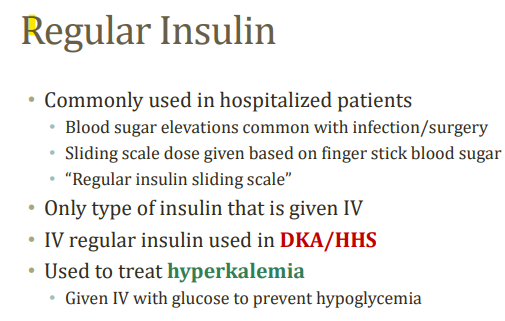 Regular Insulin
• Commonly used in hospitalized patients
• Blood sugar elevations common with infection/surgery
• Sliding scale dose given based on finger stick blood sugar
• “Regular insulin sliding scale”
• Only type of insulin that is given IV
• IV regular insulin used in DKA/HHS
• Used to treat hyperkalemia
• Given IV with glucose to prevent hypoglycemia